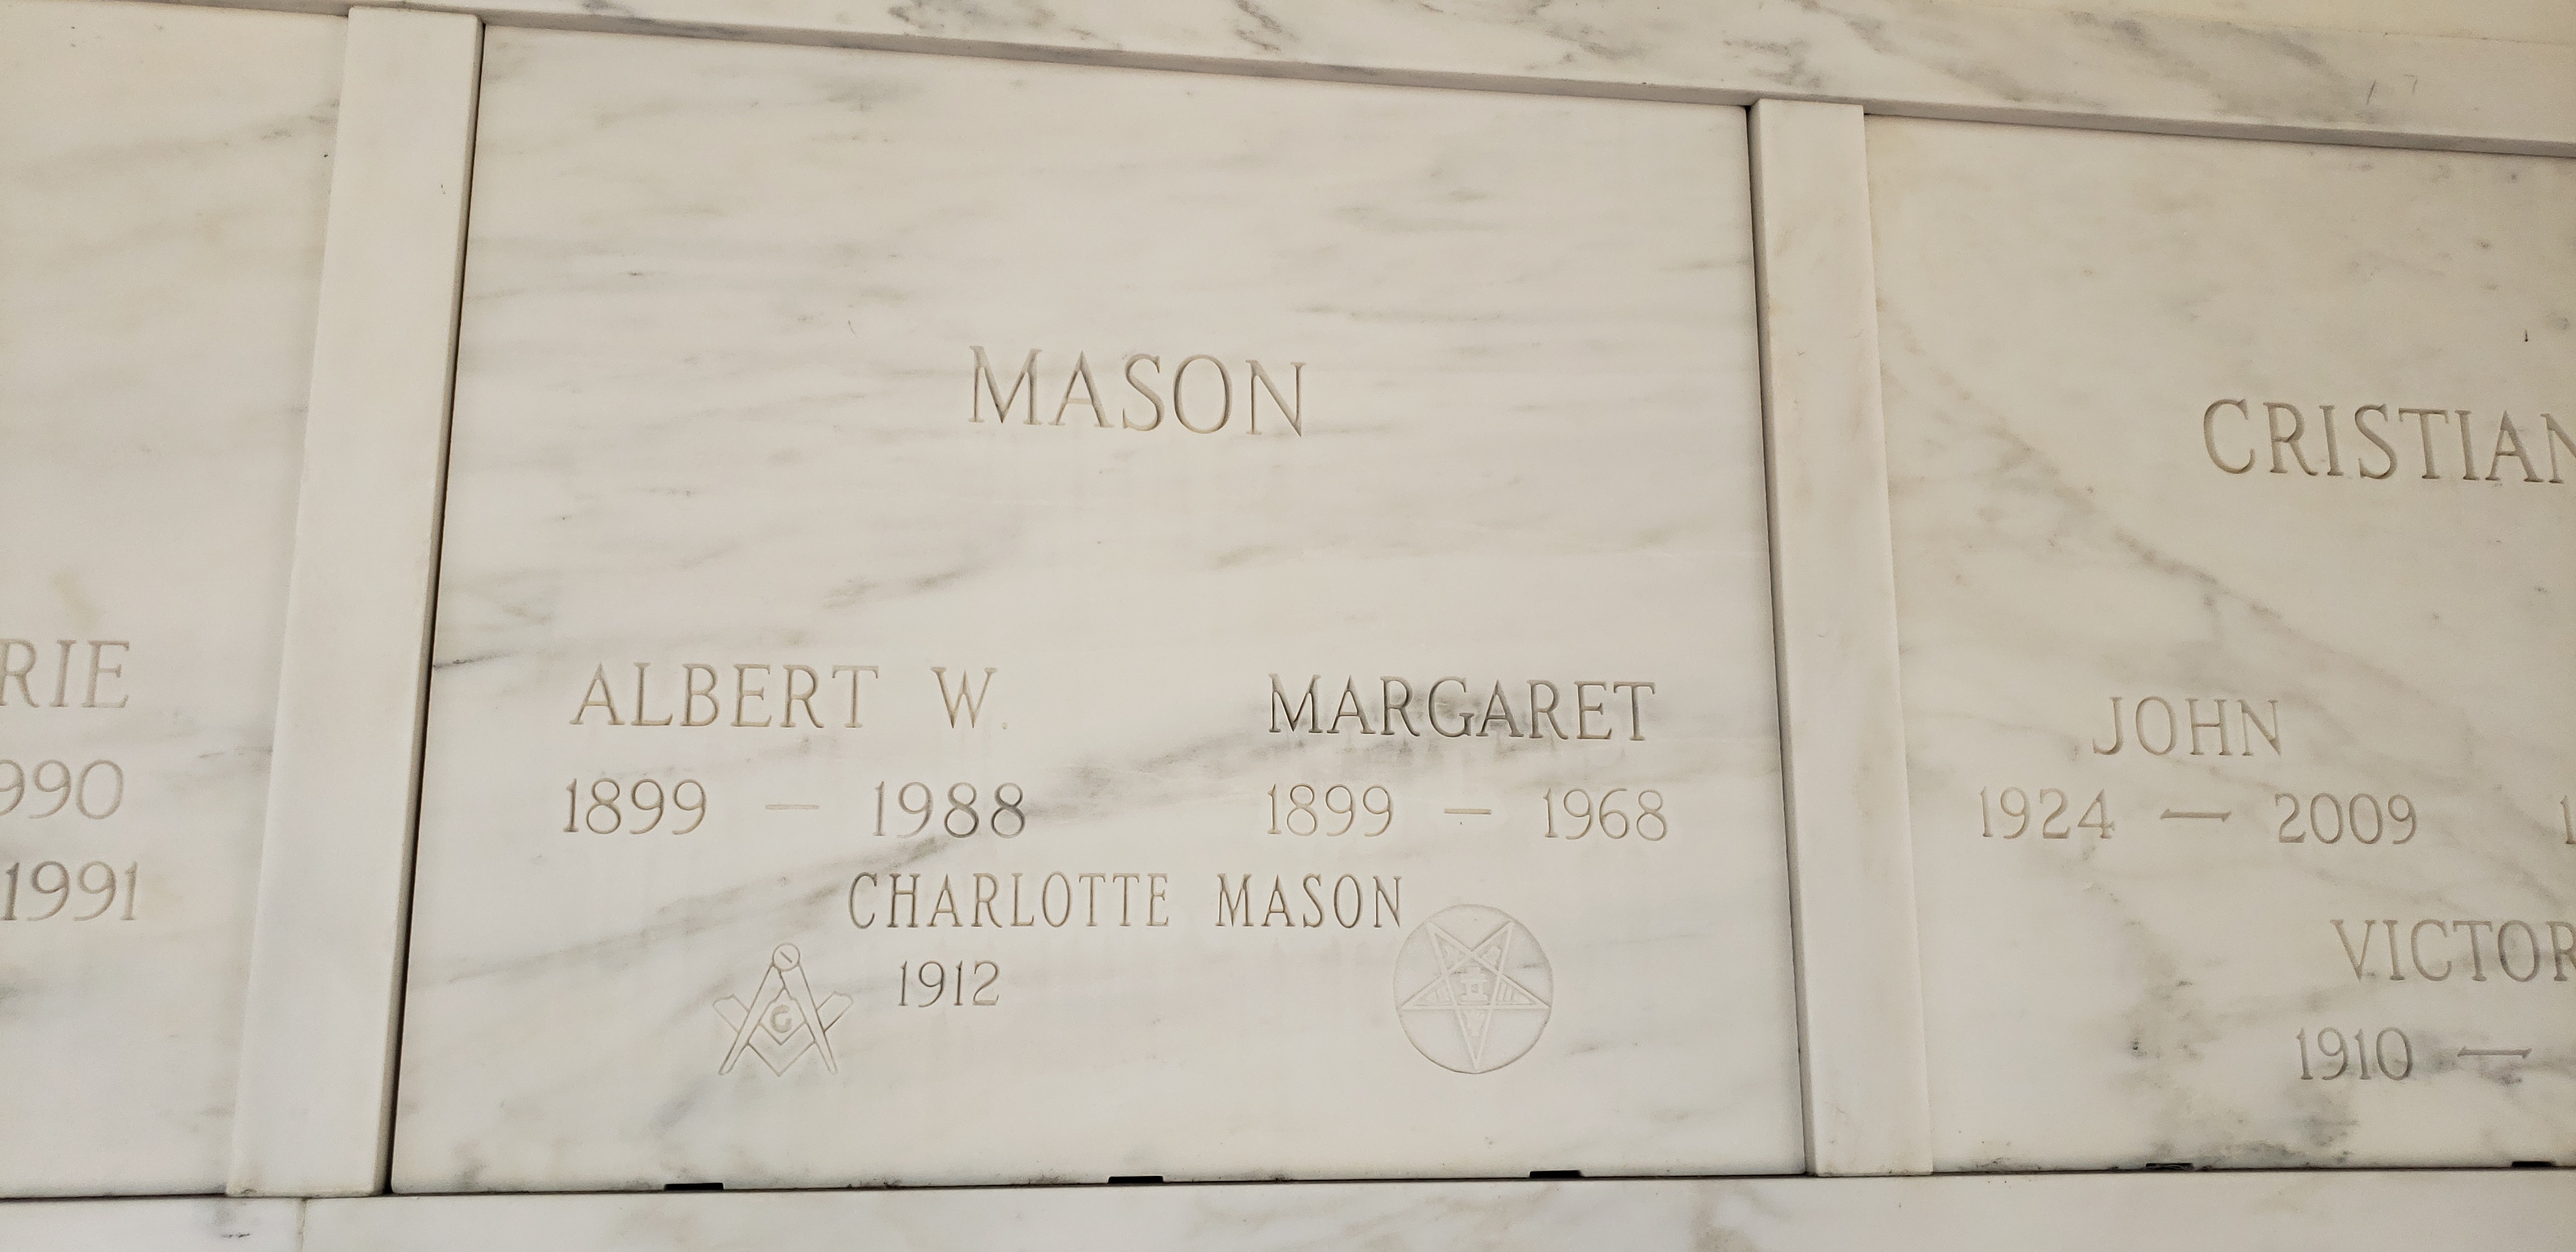 MASON
ALBERT W. MARGARET
1899 — 1988 1899 — 1968
CHARLOTTE MASON
1912
G
RIE
990
1991
CRISTIAN
JOHN
1924 — 2009
VICTOR
1910 —